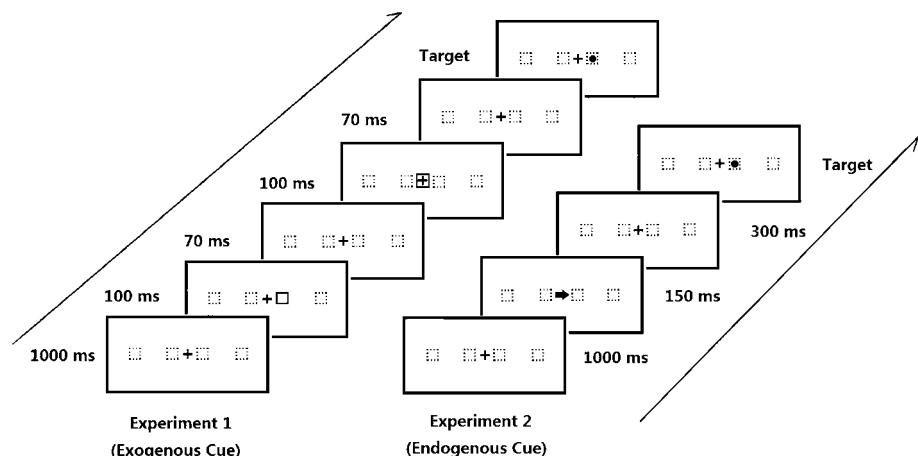 Target
70 ms
100 ms
70 ms
100 ms
1000 ms
Experiment 1
(Exogenous Cue)
Target
300 ms
150 ms
1000 ms
Experiment 2
(Endogenous Cue)